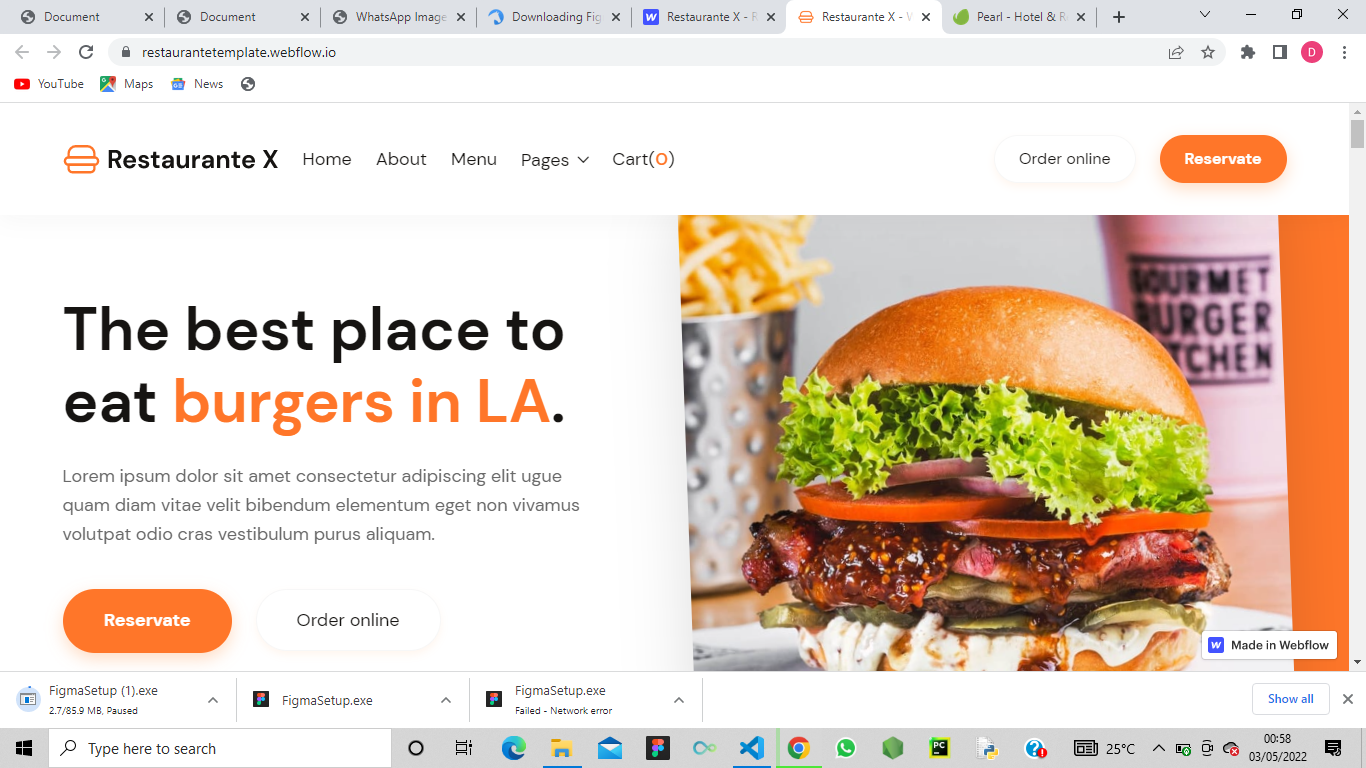 Document
Document
WhatsApp Image
Downloading Fig
Restaurante X - R
Restaurante X - W
Pearl - Hotel & R
restaurantetemplate.webflow.io
D
YouTube
Maps
News
Restaurante X
Home
About
Menu
Pages
Cart(0)
Order online
Reservate
GOURMET
BURGER
KITCHEN
The best place to
eat burgers in LA.
Lorem ipsum dolor sit amet consectetur adipiscing elit ugue
quam diam vitae velit bibendum elementum eget non vivamus
volutpat odio cras vestibulum purus aliquam.
Reservate
Order online
Made in Webflow
FigmaSetup (1).exe
2.7/85.9 MB, Paused
FigmaSetup.exe
FigmaSetup.exe
Failed - Network error
Show all
Type here to search
PC
25°C
00:58
03/05/2022